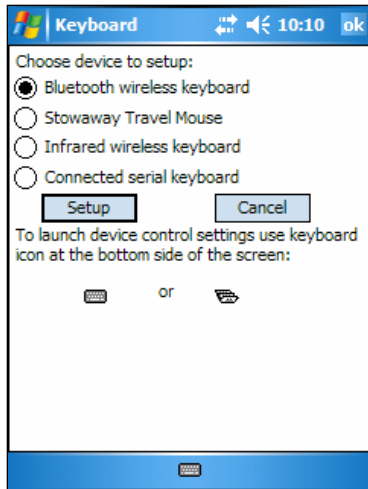 Keyboard 10:10 ok
Choose device to setup:
Bluetooth wireless keyboard
Stowaway Travel Mouse
Infrared wireless keyboard
Connected serial keyboard
Setup Cancel
To launch device control settings use keyboard
icon at the bottom side of the screen:
or